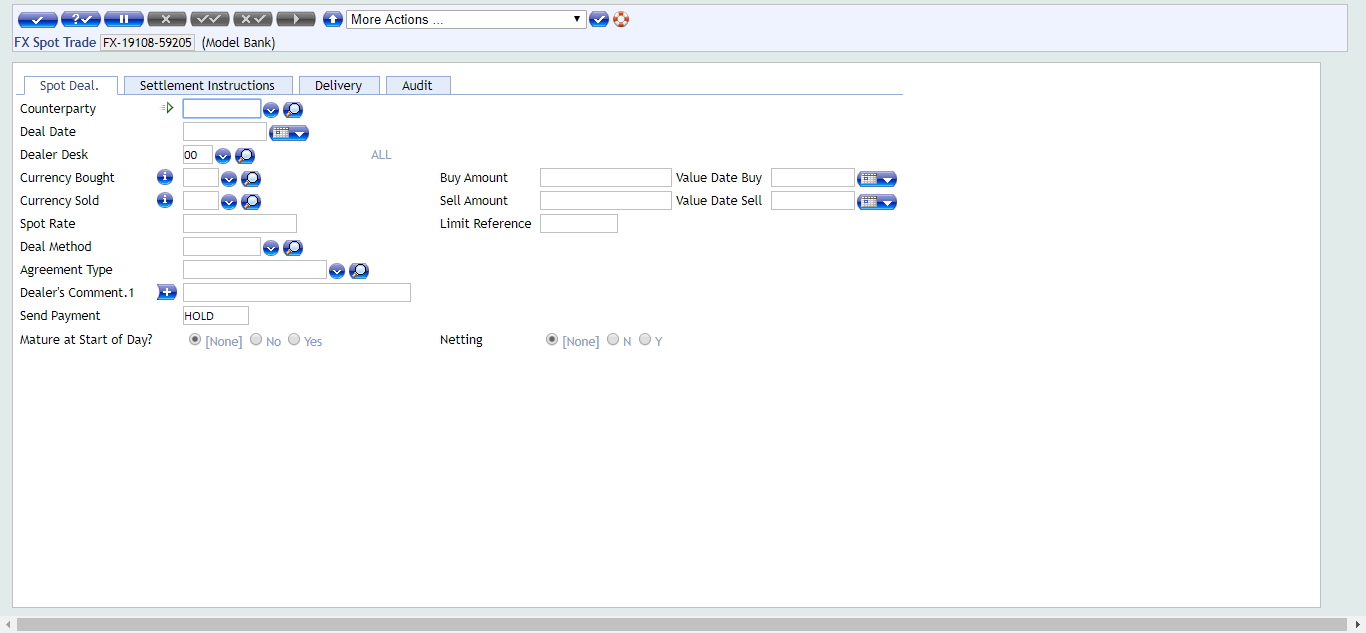 More Actions ...
FX Spot Trade FX-19108-59205 (Model Bank)
Spot Deal. Settlement Instructions Delivery Audit
Counterparty
Deal Date
Dealer Desk 00 ALL
Currency Bought Buy Amount Value Date Buy
Currency Sold Sell Amount Value Date Sell
Spot Rate Limit Reference
Deal Method
Agreement Type
Dealer's Comment.1
Send Payment HOLD
Mature at Start of Day? [None] No Yes Netting [None] N Y